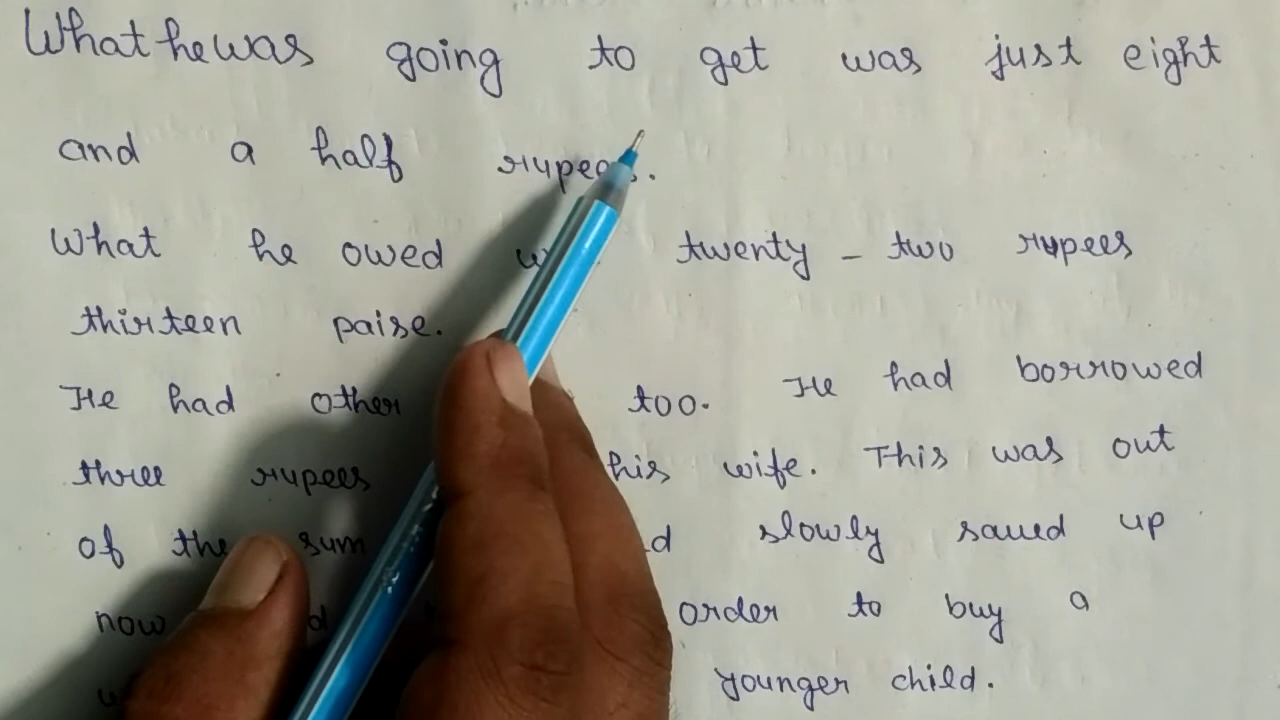 What he was going to get was just eight
and a half rupees.
What he owed twenty - two rupees
thirteen paise.
He had other too. He had borrowed
three rupees his wife. This was out
of the sum slowly saved up
now order to buy a
younger child.